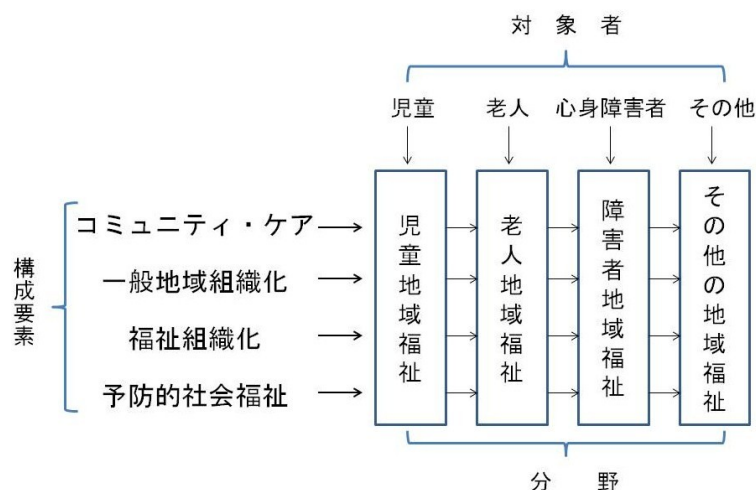 対象者
児童 老人 心身障害者 その他
構成要素
コミュニティ・ケア
一般地域組織化
福祉組織化
予防的社会福祉
児童地域福祉
老人地域福祉
障害者地域福祉
その他の地域福祉
分野